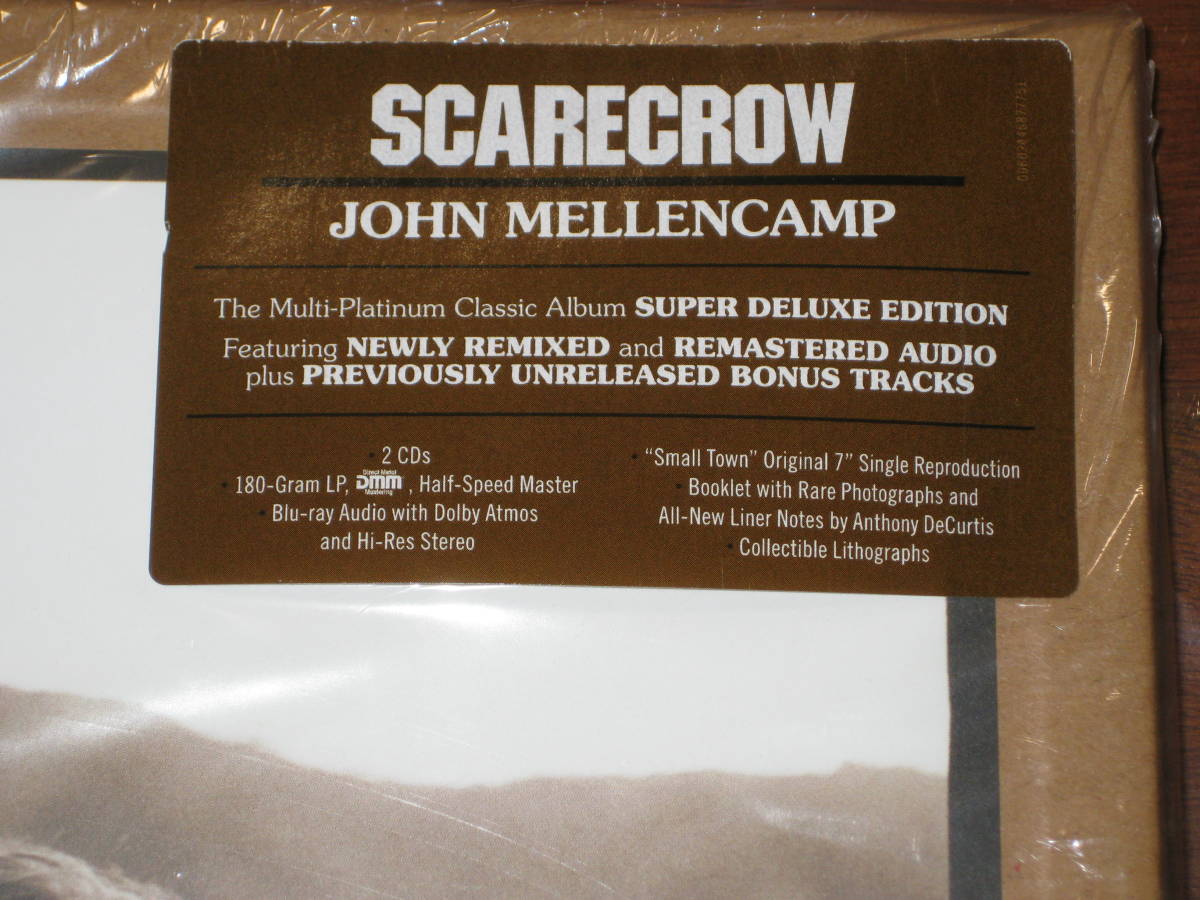 SCARECROW
JOHN MELLENCAMP
The Multi-Platinum Classic Album SUPER DELUXE EDITION
Featuring NEWLY REMIXED and REMASTERED AUDIO
plus PREVIOUSLY UNRELEASED BONUS TRACKS
• 2 CDs
• 180-Gram LP, Direct Metal DMM Mastering, Half-Speed Master
• Blu-ray Audio with Dolby Atmos
and Hi-Res Stereo
• “Small Town” Original 7” Single Reproduction
• Booklet with Rare Photographs and
All-New Liner Notes by Anthony DeCurtis
• Collectible Lithographs